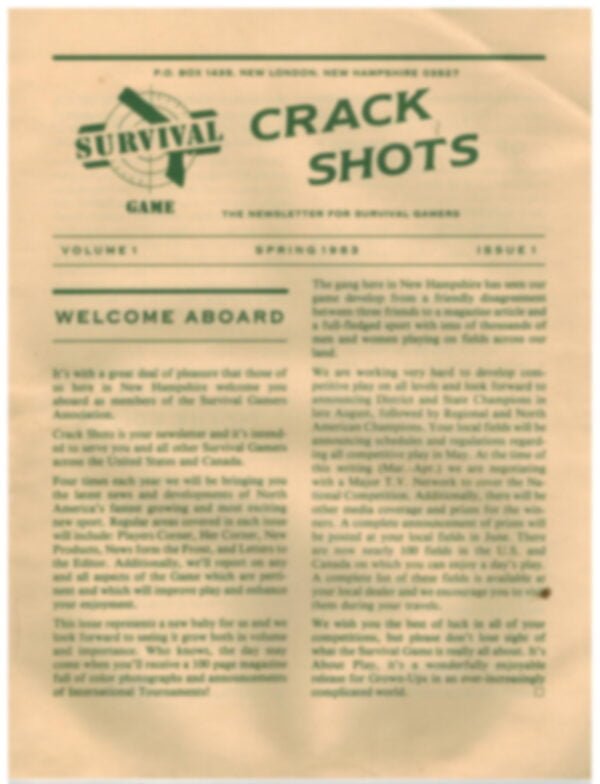 P.O. BOX 1495, NEW LONDON, NEW HAMPSHIRE 03257
SURVIVAL
GAME
CRACK
SHOTS
THE NEWSLETTER FOR SURVIVAL GAMERS
VOLUME 1
SPRING 1983
ISSUE 1
WELCOME ABOARD
It's with a great deal of pleasure that those of
us here in New Hampshire welcome you
aboard as members of the Survival Gamers
Association.
Crack Shots is your newsletter and it's intend-
ed to serve you and all other Survival Gamers
across the United States and Canada.
Four times each year we will be bringing you
the latest news and developments of North
America's fastest growing and most exciting
new sport. Regular areas covered in each issue
will include: Players Corner, Her Corner, New
Products, News form the Front, and Letters to
the Editor. Additionally, we'll report on any
and all aspects of the Game which are perti-
nent and which will improve play and enhance
your enjoyment.
This issue represents a new baby for us and we
look forward to seeing it grow both in volume
and importance. Who knows, the day may
come when you'll receive a 100 page magazine
full of color photographs and announcements
of International Tournaments!
The gang here in New Hampshire has seen our
game develop from a friendly disagreement
between three friends to a magazine article and
a full-fledged sport with tens of thousands of
men and women playing on fields across our
land.
We are working very hard to develop com-
petitive play on all levels and look forward to
announcing District and State Champions in
late August, followed by Regional and North
American Champions. Your local fields will be
announcing schedules and regulations regard-
ing all competitive play in May. At the time of
this writing (Mar.-Apr.) we are negotiating
with a Major T.V. Network to cover the Na-
tional Competition. Additionally, there will be
other media coverage and prizes for the win-
ners. A complete announcement of prizes will
be posted at your local fields in June. There
are now nearly 100 fields in the U.S. and
Canada on which you can enjoy a day's play.
A complete list of these fields is available at
your local dealer and we encourage you to visit
them during your travels.
We wish you the best of luck in all of your
competitions, but please don't lose sight of
what the Survival Game is really all about. It's
About Play, it's a wonderfully enjoyable
release for Grown-Ups in an ever-increasingly
complicated world.